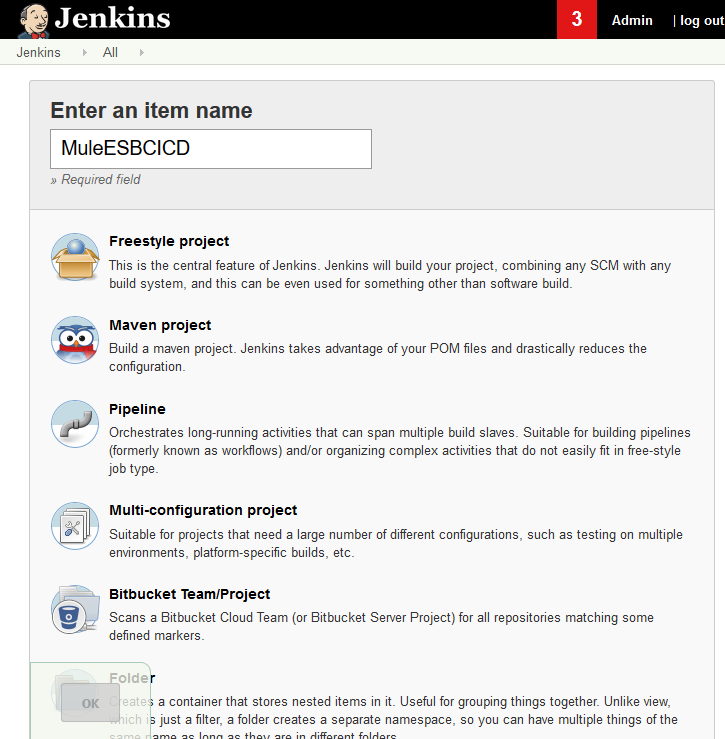 Jenkins
3
Admin
| log out
Jenkins
All
Enter an item name
MuleESBCICD
» Required field
Freestyle project
This is the central feature of Jenkins. Jenkins will build your project, combining any SCM with any
build system, and this can be even used for something other than software build.
Maven project
Build a maven project. Jenkins takes advantage of your POM files and drastically reduces the
configuration.
Pipeline
Orchestrates long-running activities that can span multiple build slaves. Suitable for building pipelines
(formerly known as workflows) and/or organizing complex activities that do not easily fit in free-style
job type.
Multi-configuration project
Suitable for projects that need a large number of different configurations, such as testing on multiple
environments, platform-specific builds, etc.
Bitbucket Team/Project
Scans a Bitbucket Cloud Team (or Bitbucket Server Project) for all repositories matching some
defined markers.
Folder
Creates a container that stores nested items in it. Useful for grouping things together. Unlike view,
OK
which is just a filter, a folder creates a separate namespace, so you can have multiple things of the
same name as long as they are in different folders.